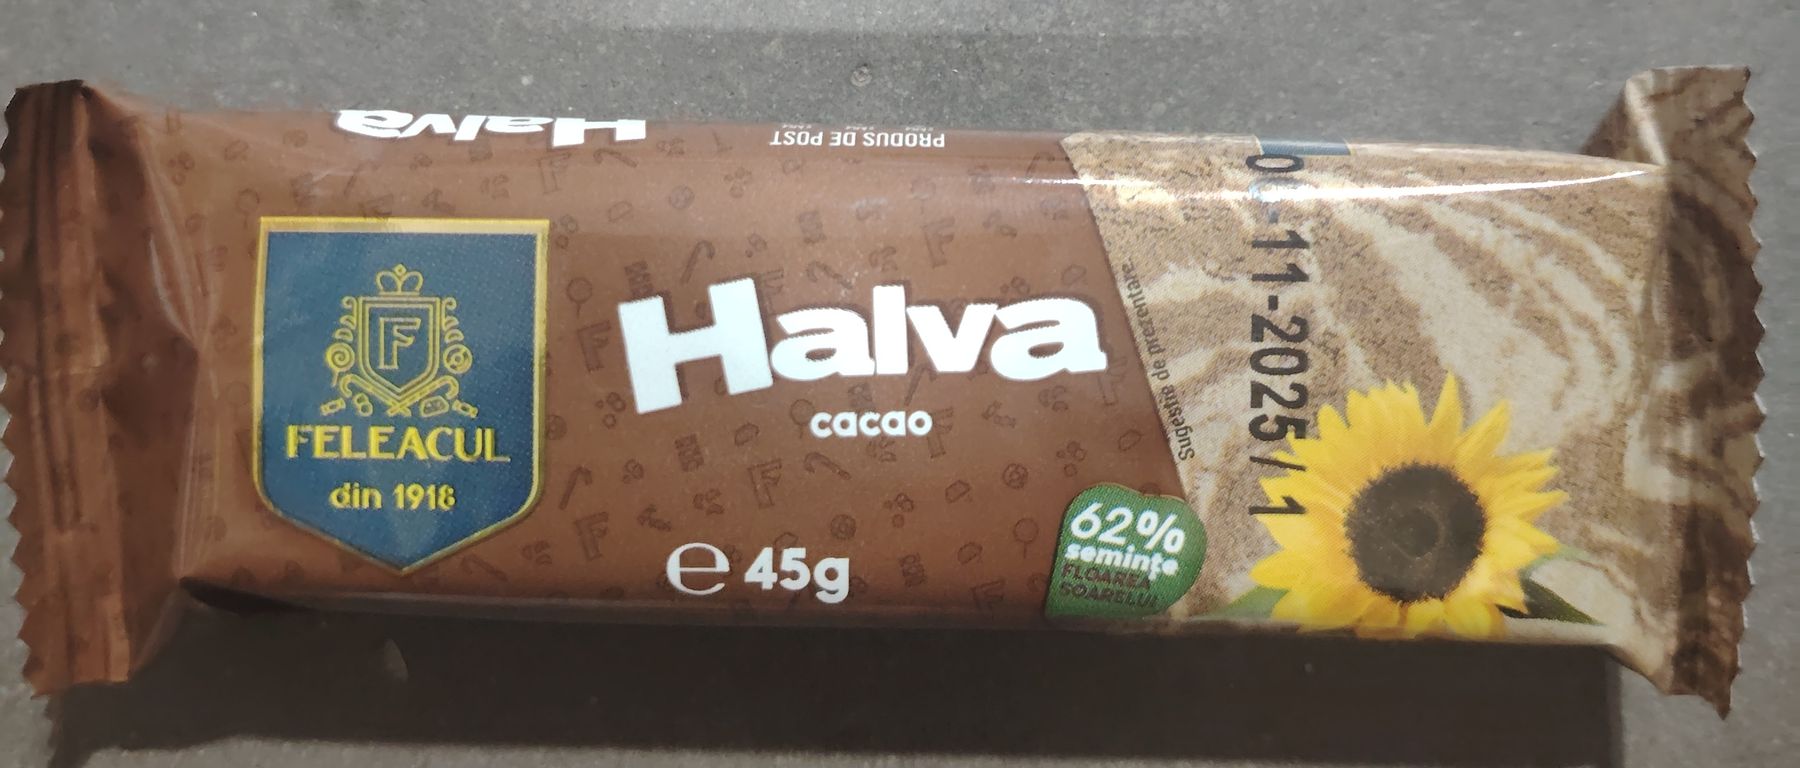 Halva
PRODUS DE POST
F
FELEACUL
din 1918
Halva
cacao
℮ 45g
62%
semințe
FLOAREA
SOARELUI
Sugestie de prezentare.
-11-2025/ 1